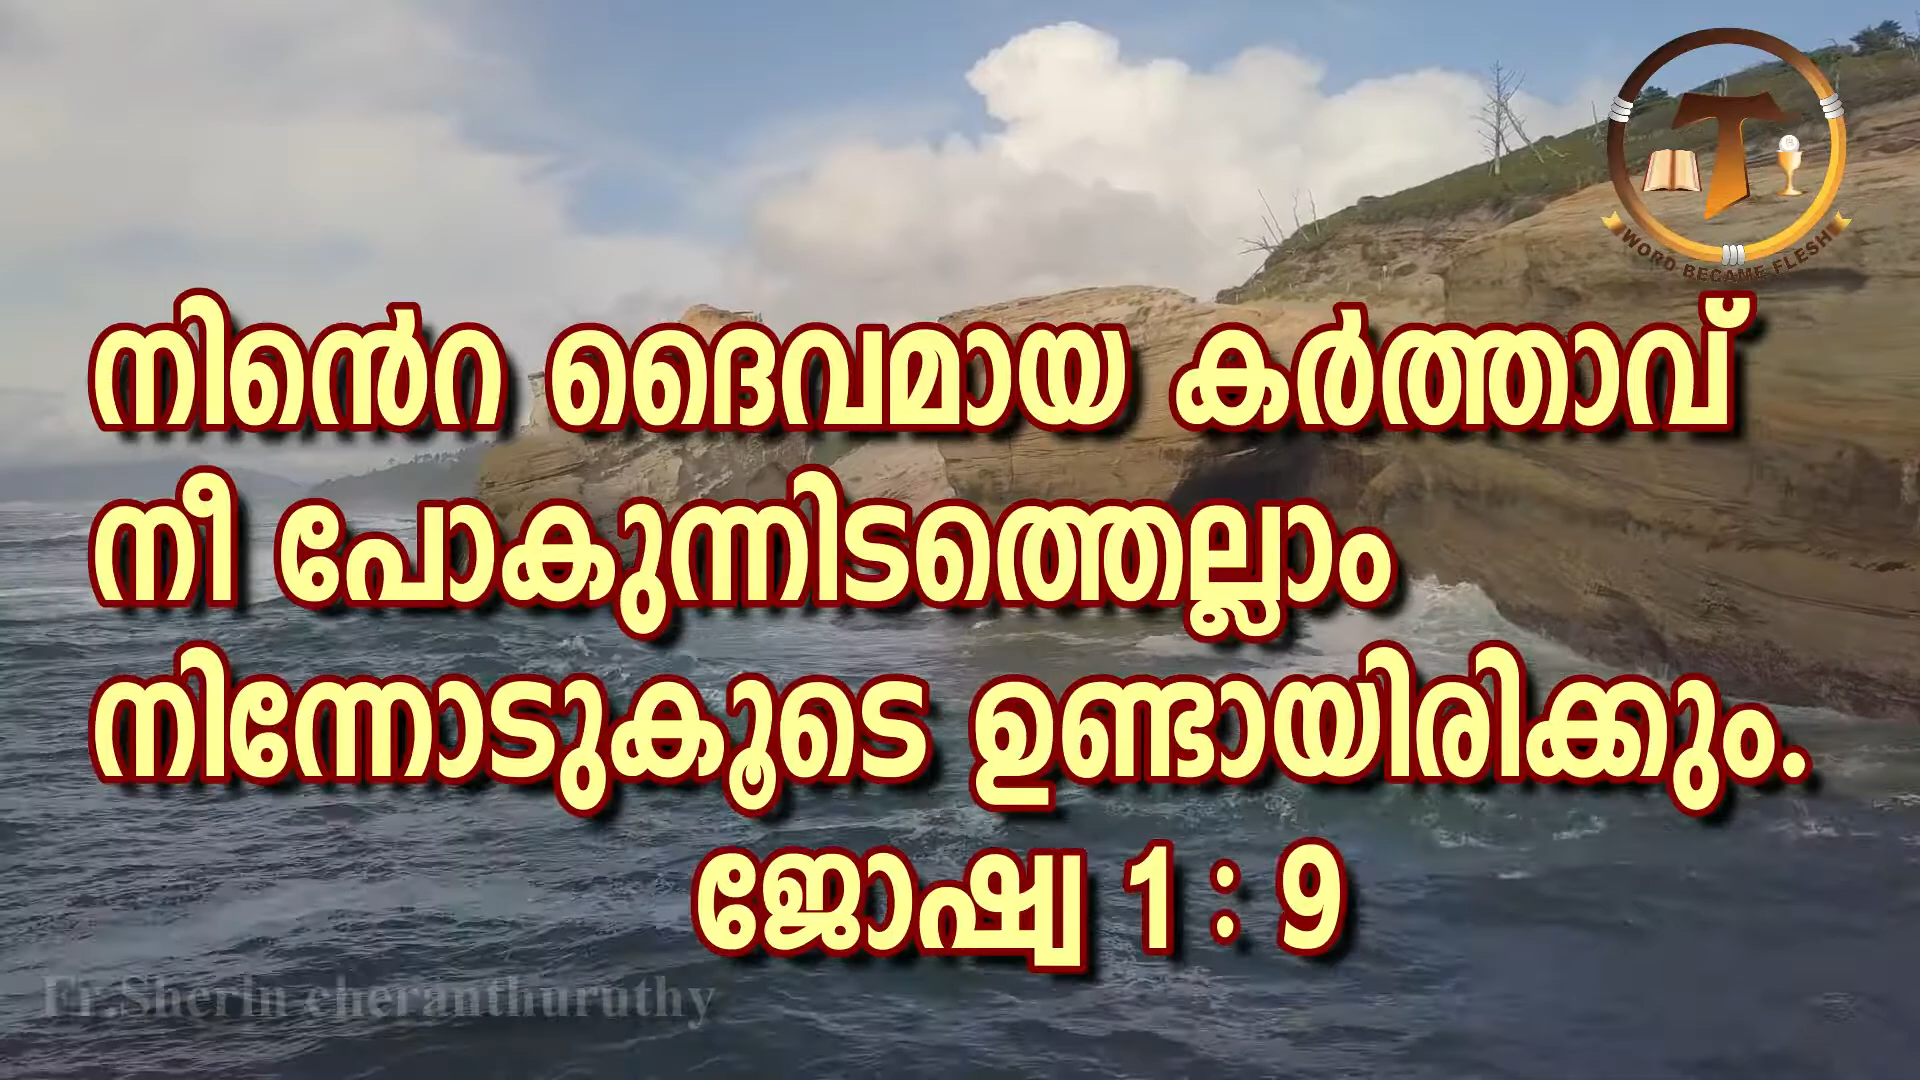 WORD BECAME FLESH
നിൻെറ ദൈവമായ കർത്താവ്
നീ പോകുന്നിടത്തെല്ലാം
നിന്നോടുകൂടെ ഉണ്ടായിരിക്കും.
ജോഷ്വ 1 : 9
Fr.Sherin cheranthuruthy